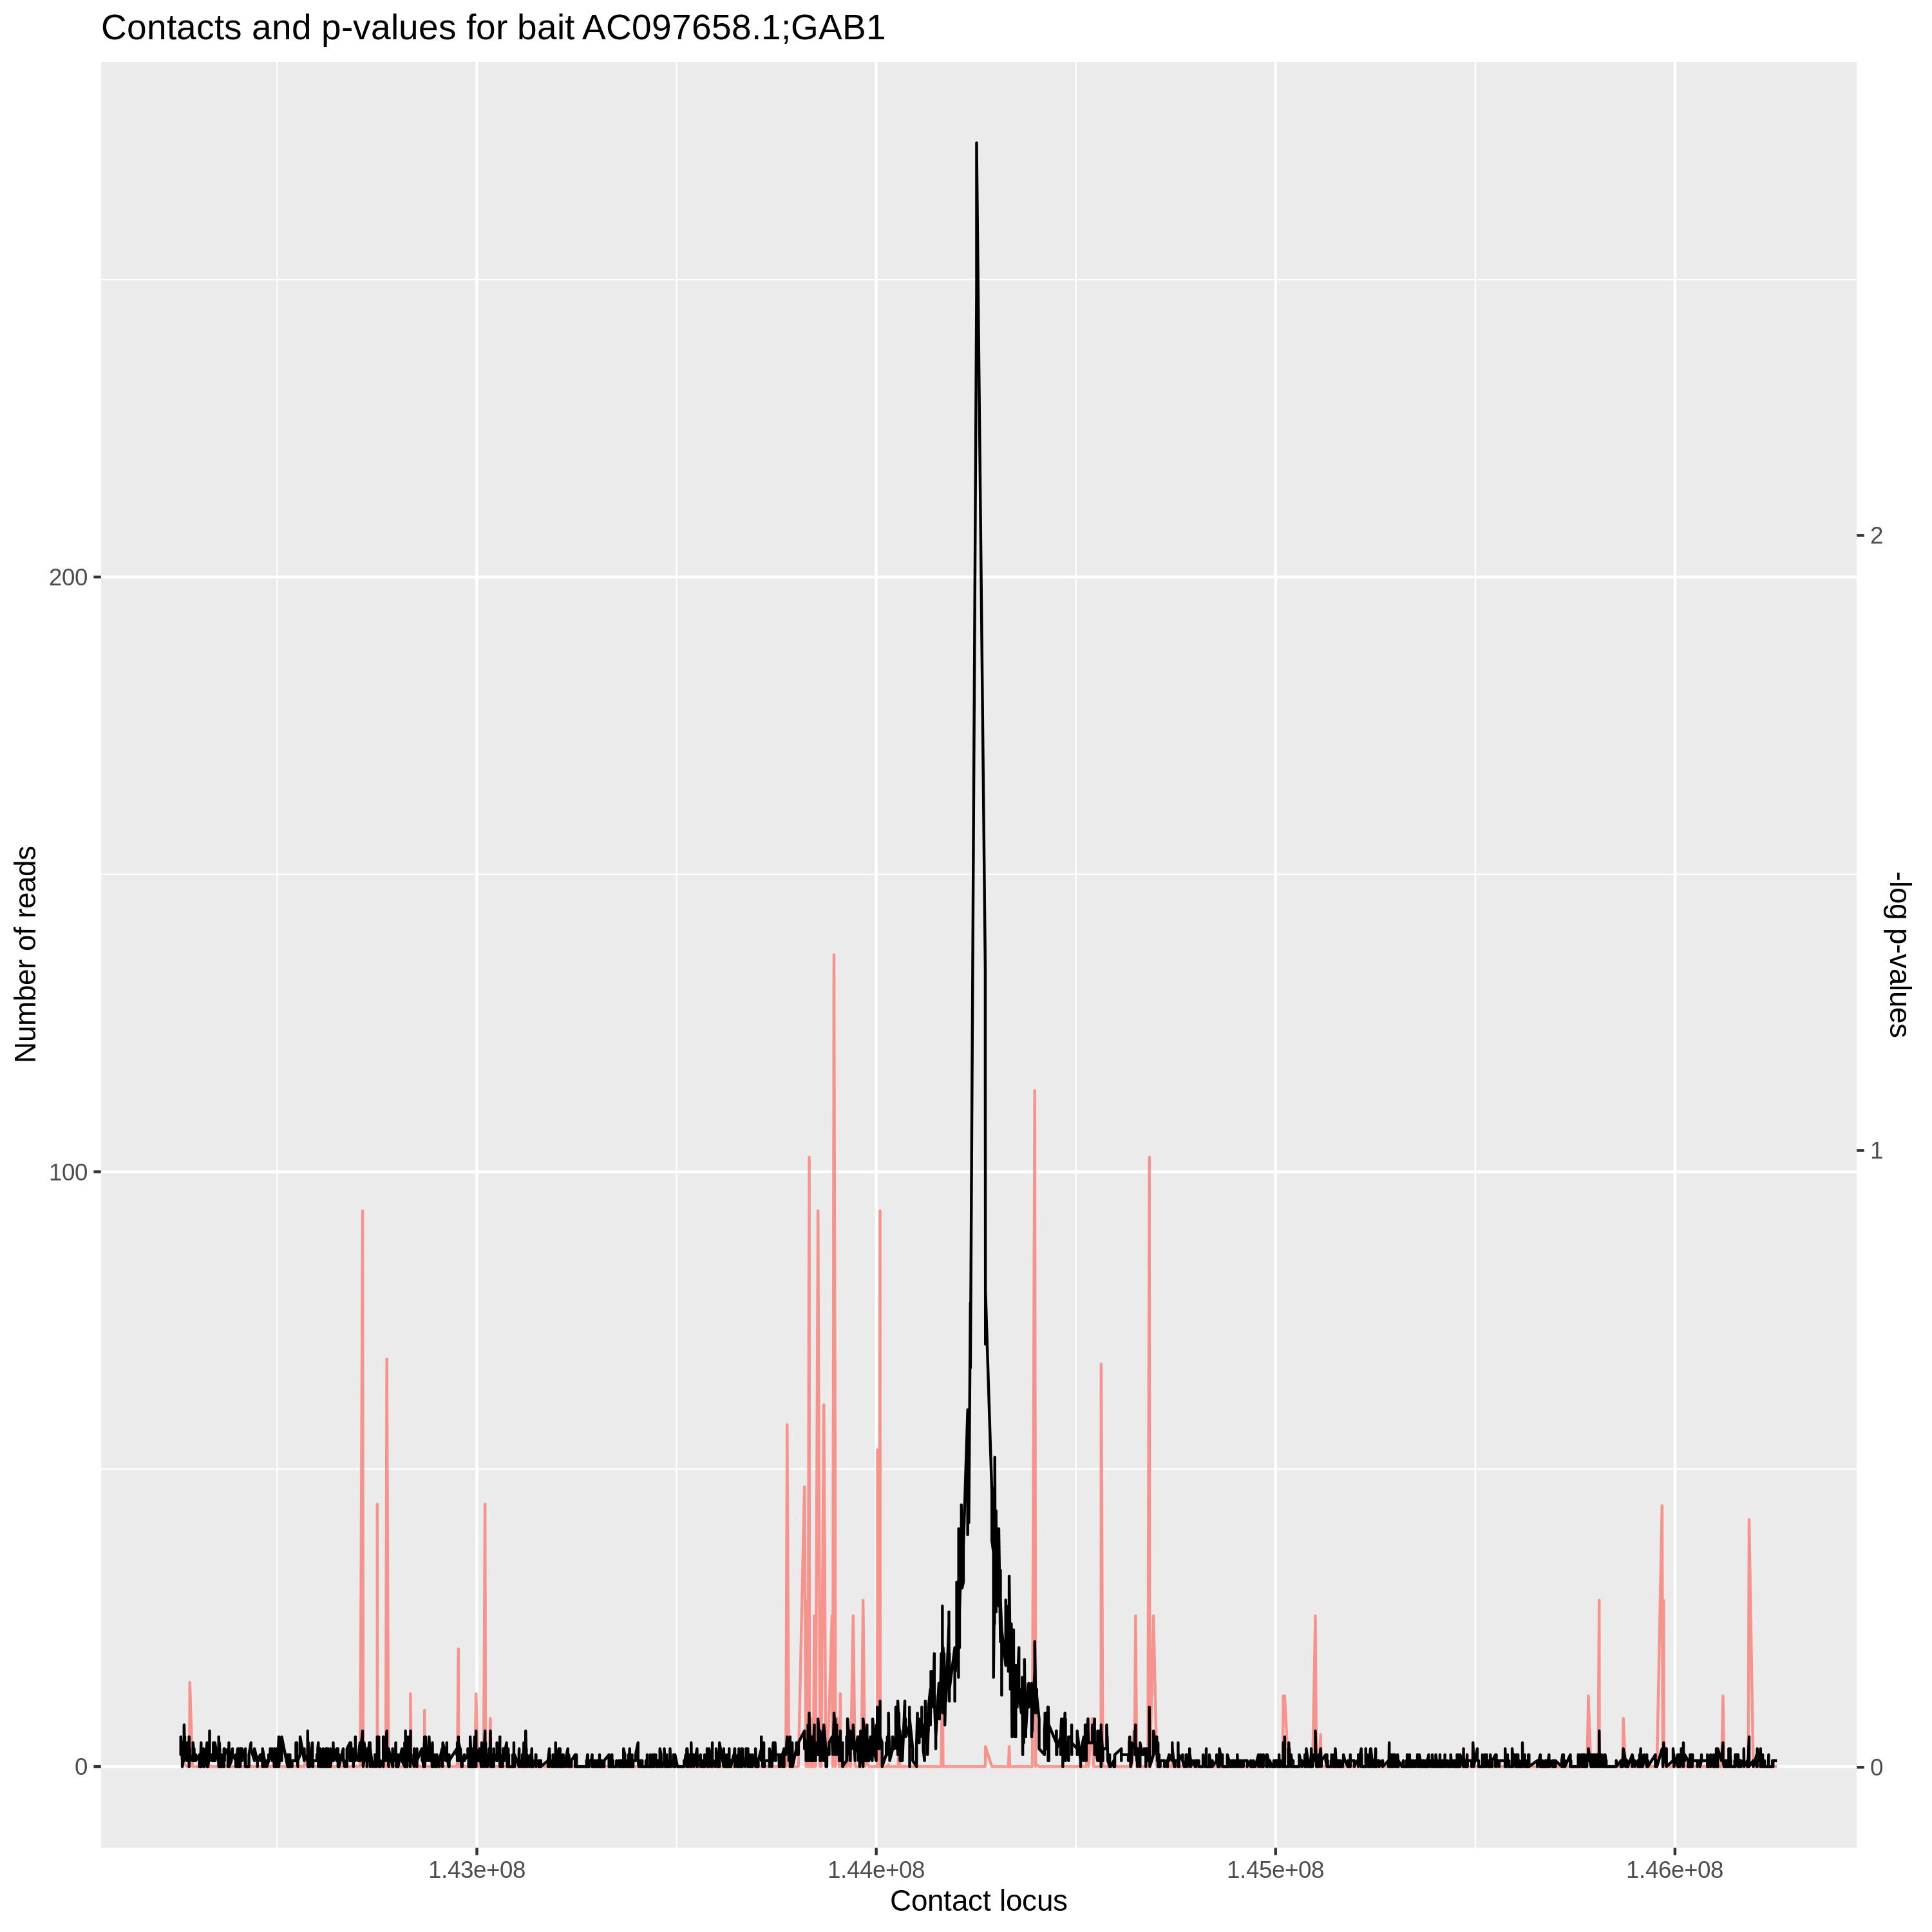 Contacts and p-values for bait AC097658.1;GAB1
Number of reads
200
100
0
2
1
0
-log p-values
1.43e+08 1.44e+08 1.45e+08 1.46e+08
Contact locus